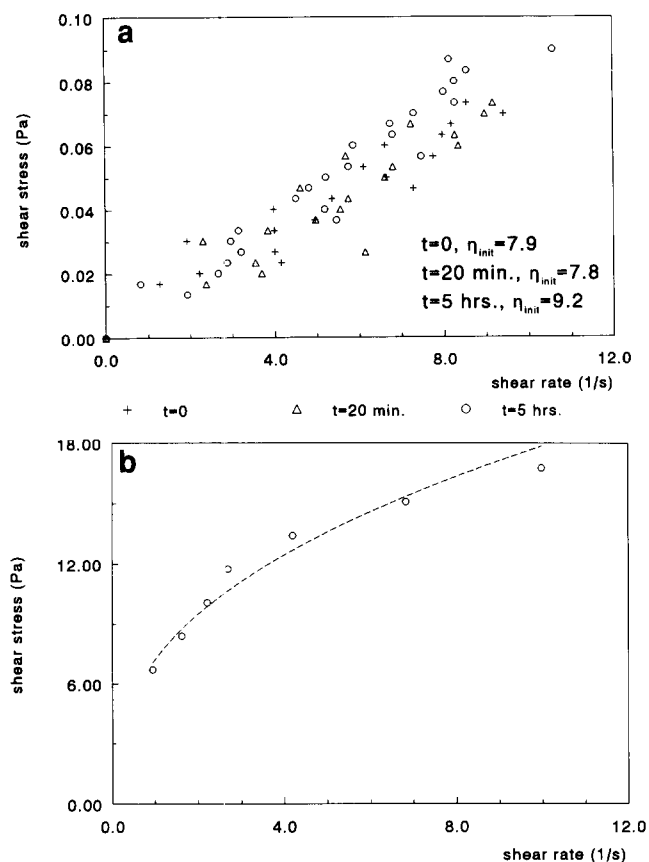 a
0.10
0.08
0.06
0.04
0.02
0.00
shear stress (Pa)
t=0, ηinit=7.9
t=20 min., ηinit=7.8
t=5 hrs., ηinit=9.2
0.0 4.0 8.0 12.0
shear rate (1/s)
+ t=0 △ t=20 min. ○ t=5 hrs.
b
18.00
12.00
6.00
0.00
shear stress (Pa)
0.0 4.0 8.0 12.0
shear rate (1/s)